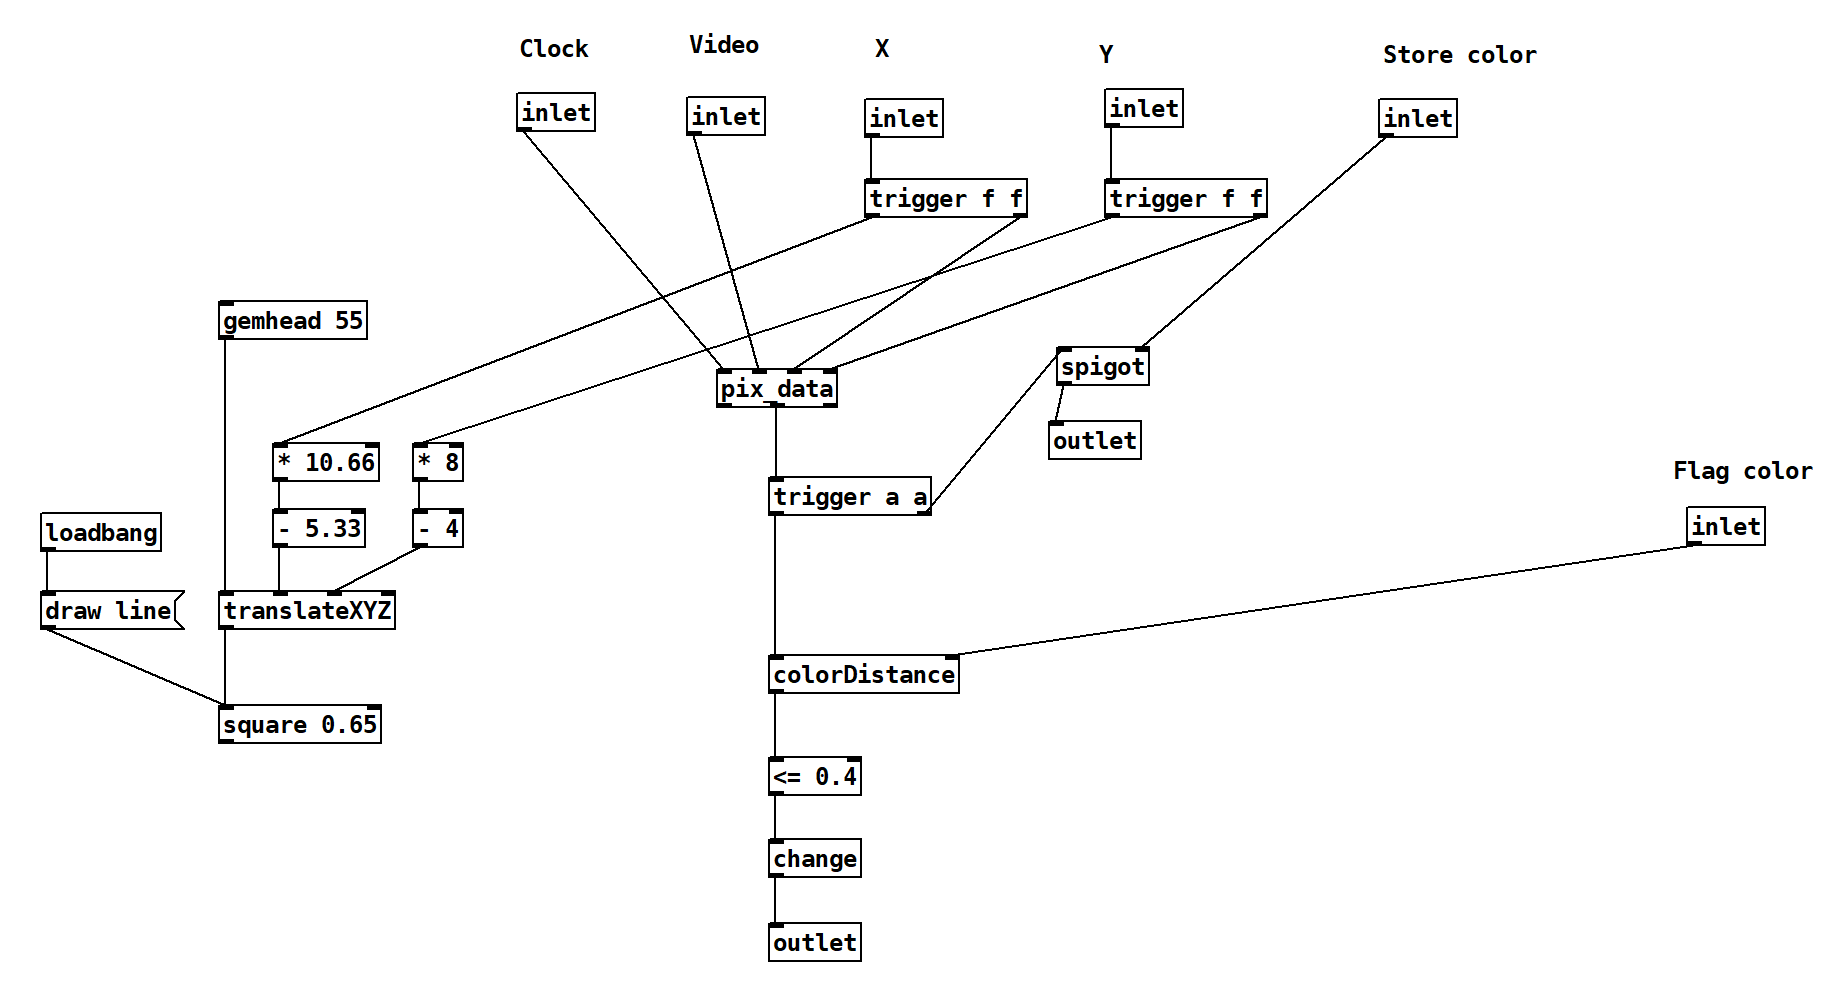 Clock
Video
X
Y
Store color
inlet
inlet
inlet
inlet
inlet
trigger f f
trigger f f
gemhead 55
pix_data
spigot
outlet
* 10.66
* 8
Flag color
trigger a a
loadbang
- 5.33
- 4
inlet
draw line
translateXYZ
colorDistance
square 0.65
<= 0.4
change
outlet